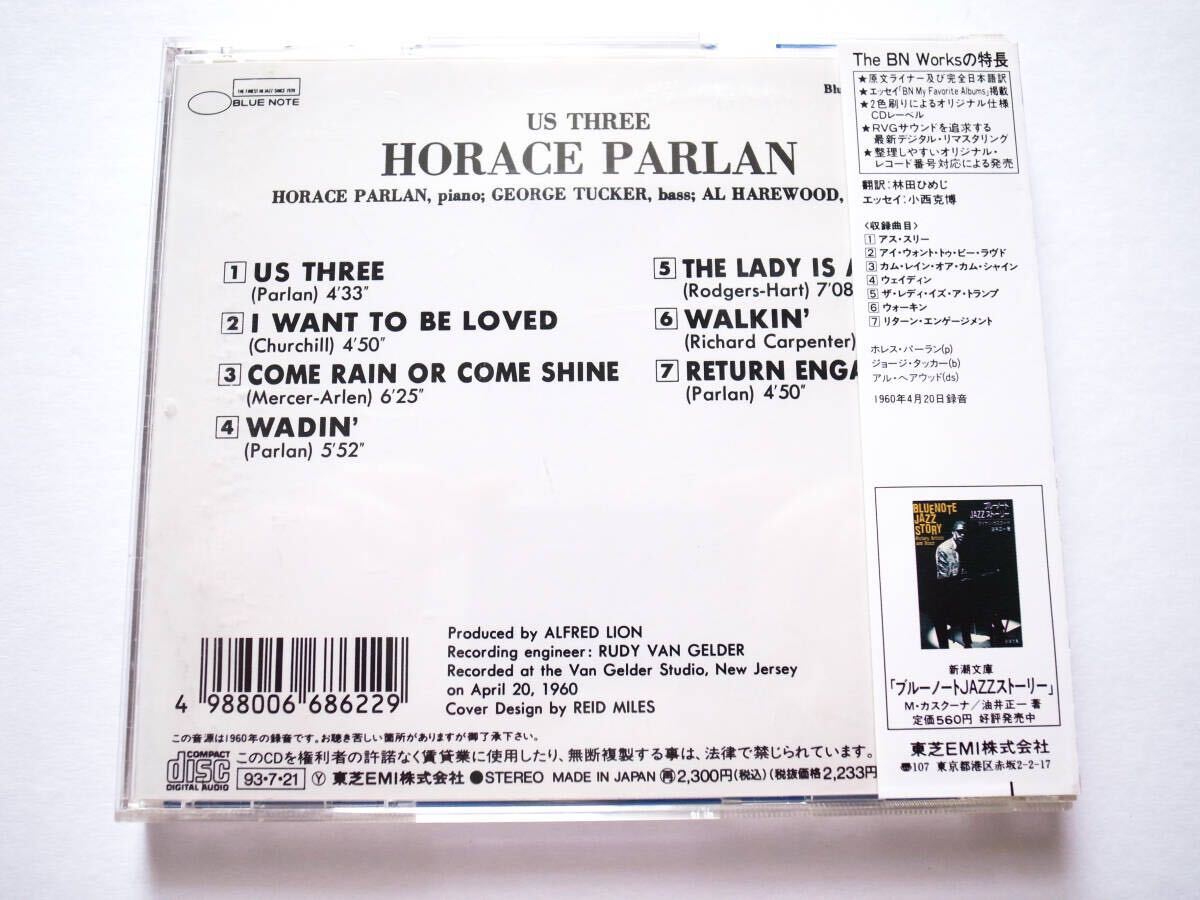 THE FINEST IN JAZZ SINCE 1939
BLUE NOTE
Blu
US THREE
HORACE PARLAN
HORACE PARLAN, piano; GEORGE TUCKER, bass; AL HAREWOOD,
1 US THREE
(Parlan) 4'33"
2 I WANT TO BE LOVED
(Churchill) 4'50"
3 COME RAIN OR COME SHINE
(Mercer-Arlen) 6'25"
4 WADIN'
(Parlan) 5'52"
5 THE LADY IS A
(Rodgers-Hart) 7'08
6 WALKIN'
(Richard Carpenter)
7 RETURN ENGA
(Parlan) 4'50"
Produced by ALFRED LION
Recording engineer: RUDY VAN GELDER
Recorded at the Van Gelder Studio, New Jersey
on April 20, 1960
Cover Design by REID MILES
4 988006 686229
この音源は1960年の録音です。お聴き苦しい箇所がありますが御了承下さい。
COMPACT
disc
DIGITAL AUDIO
このCDを権利者の許諾なく賃貸業に使用したり、無断複製する事は、法律で禁じられています。
93・7・21 Ⓨ 東芝EMI株式会社 ●STEREO MADE IN JAPAN ㊢2,300円(税込)(税抜価格2,233円
The BN Worksの特長
★原文ライナー及び完全日本語訳
★エッセイ「BN My Favorite Albums」掲載
★2色刷りによるオリジナル仕様
CDレーベル
★RVGサウンドを追求する
最新デジタル・リマスタリング
★整理しやすいオリジナル・
レコード番号対応による発売
翻訳:林田ひめじ
エッセイ:小西克博
〈収録曲目〉
1 アス・スリー
2 アイ・ウォント・トゥ・ビー・ラヴド
3 カム・レイン・オア・カム・シャイン
4 ウェイディン
5 ザ・レディ・イズ・ア・トランプ
6 ウォーキン
7 リターン・エンゲージメント
ホレス・パーラン(p)
ジョージ・タッカー(b)
アル・ヘアウッド(ds)
1960年4月20日録音
BLUENOTE
JAZZ
STORY
ブルーノート
JAZZストーリー
新潮文庫
「ブルーノートJAZZストーリー」
M・カスクーナ/油井正一 著
定価560円 好評発売中
東芝EMI株式会社
〠107 東京都港区赤坂2-2-17